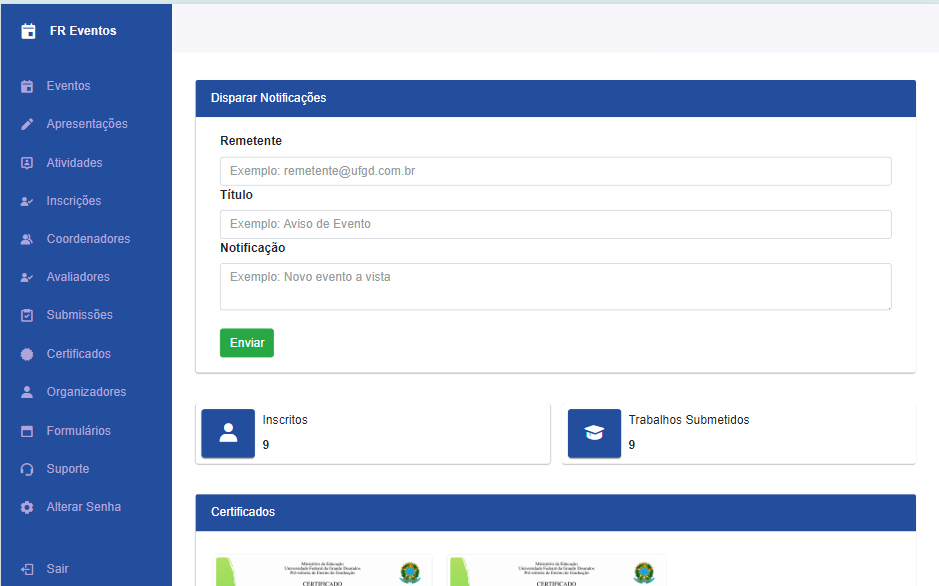 FR Eventos
Eventos
Apresentações
Atividades
Inscrições
Coordenadores
Avaliadores
Submissões
Certificados
Organizadores
Formulários
Suporte
Alterar Senha
Sair
Disparar Notificações
Remetente
Exemplo: remetente@ufgd.com.br
Título
Exemplo: Aviso de Evento
Notificação
Exemplo: Novo evento a vista
Enviar
Inscritos
9
Trabalhos Submetidos
9
Certificados
Ministério da Educação
Universidade Federal da Grande Dourados
Pró-reitoria de Ensino de Graduação
CERTIFICADO
Ministério da Educação
Universidade Federal da Grande Dourados
Pró-reitoria de Ensino de Graduação
CERTIFICADO